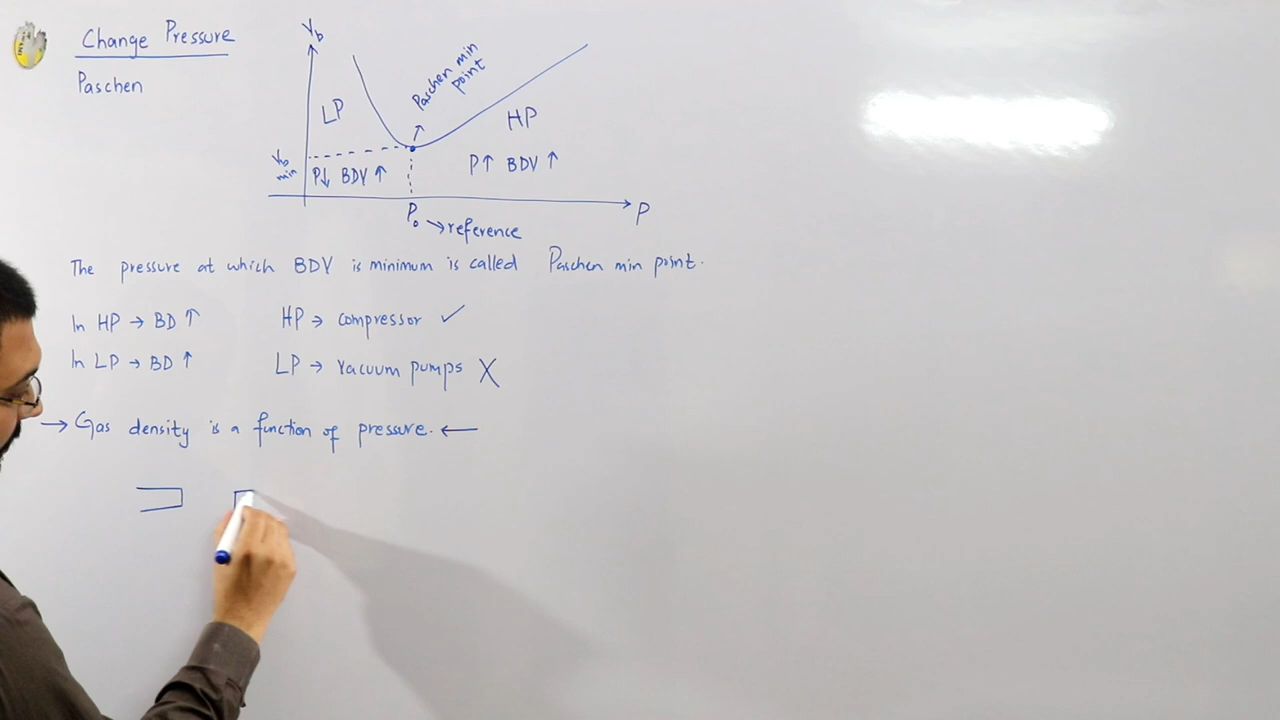 Change Pressure
Paschen
V_b
Paschen min
point
LP
HP
V_b
min
P↓ BDV ↑
P↑ BDV ↑
P₀ → reference
P
The pressure at which BDV is minimum is called Paschen min point.
In HP → BD ↑
HP → compressor ✓
In LP → BD ↑
LP → vacuum pumps X
→ Gas density is a function of pressure. ←